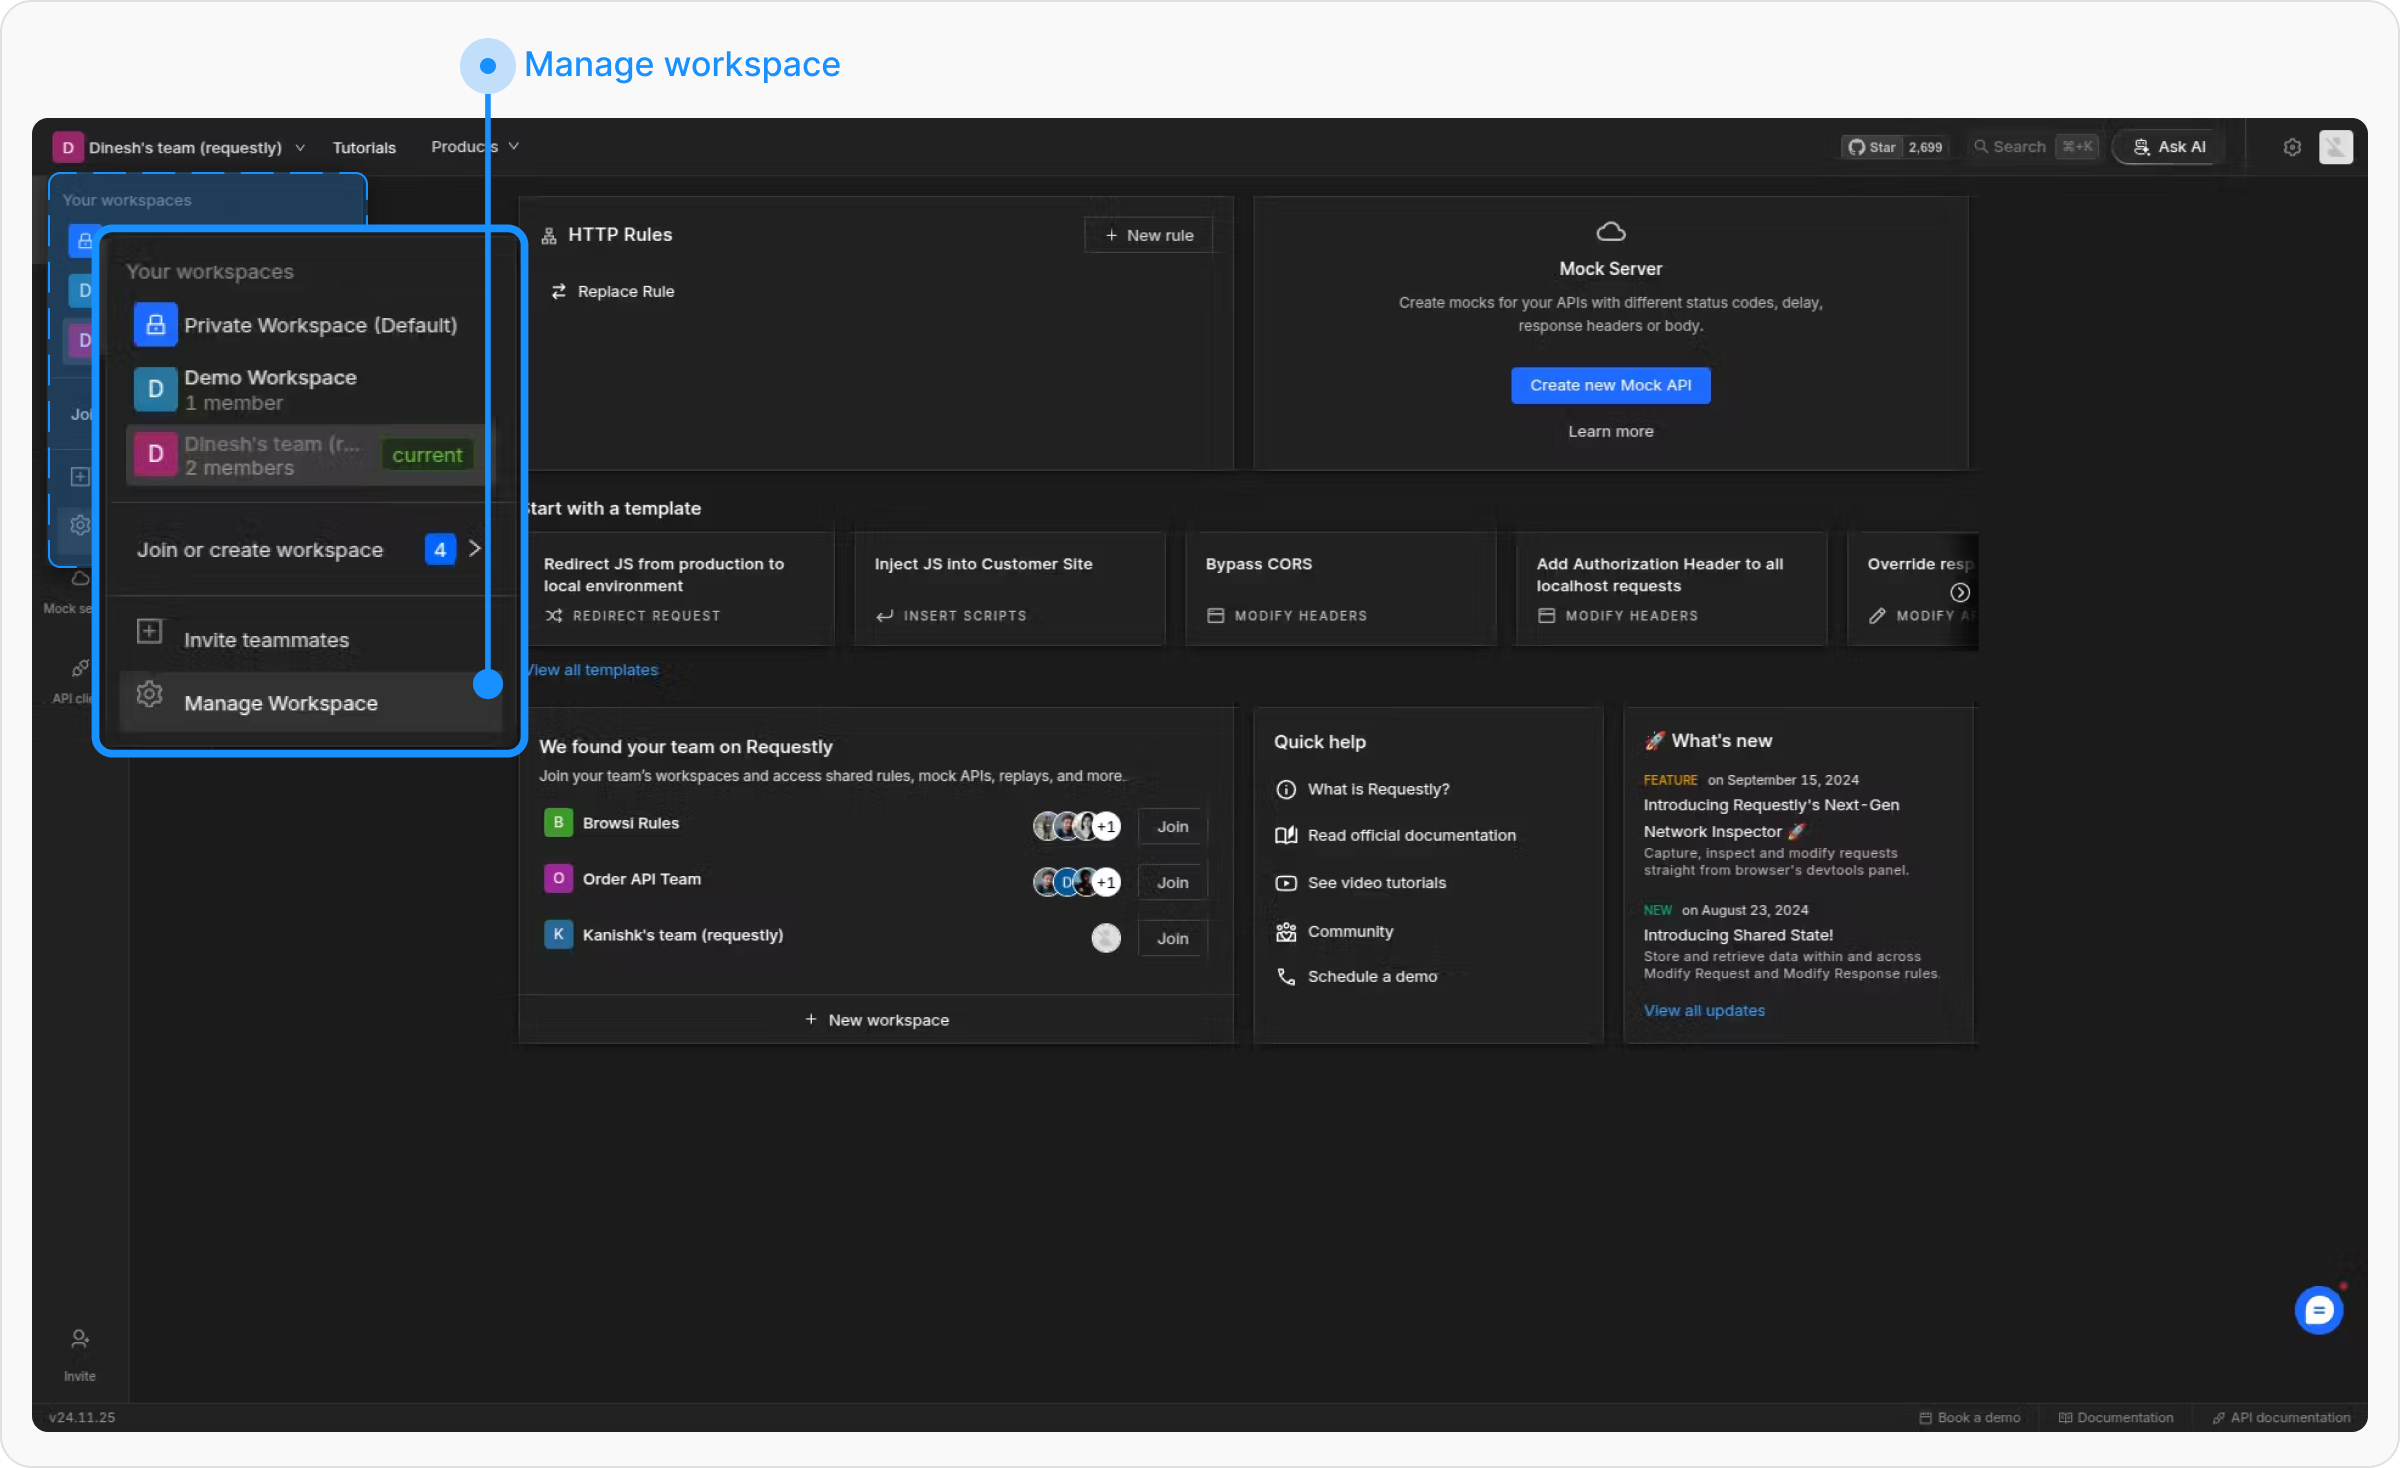 Manage workspace
D Dinesh's team (requestly) Tutorials Products Star 2,699 Search ⌘+K Ask AI
Your workspaces
D
D
Your workspaces
Private Workspace (Default)
D Demo Workspace
1 member
D Dinesh's team (r... current
2 members
Join or create workspace 4
Invite teammates
Manage Workspace
HTTP Rules
+ New rule
Replace Rule
Mock Server
Create mocks for your APIs with different status codes, delay,
response headers or body.
Create new Mock API
Learn more
Start with a template
Redirect JS from production to
local environment
REDIRECT REQUEST
Inject JS into Customer Site
INSERT SCRIPTS
Bypass CORS
MODIFY HEADERS
Add Authorization Header to all
localhost requests
MODIFY HEADERS
Override resp
MODIFY A
View all templates
We found your team on Requestly
Join your team's workspaces and access shared rules, mock APIs, replays, and more.
B Browsi Rules +1 Join
O Order API Team D +1 Join
K Kanishk's team (requestly) Join
+ New workspace
Quick help
What is Requestly?
Read official documentation
See video tutorials
Community
Schedule a demo
🚀 What's new
FEATURE on September 15, 2024
Introducing Requestly's Next-Gen
Network Inspector 🚀
Capture, inspect and modify requests
straight from browser's devtools panel.
NEW on August 23, 2024
Introducing Shared State!
Store and retrieve data within and across
Modify Request and Modify Response rules.
View all updates
Joi
Mock se
API clie
Invite
v24.11.25
Book a demo Documentation API documentation